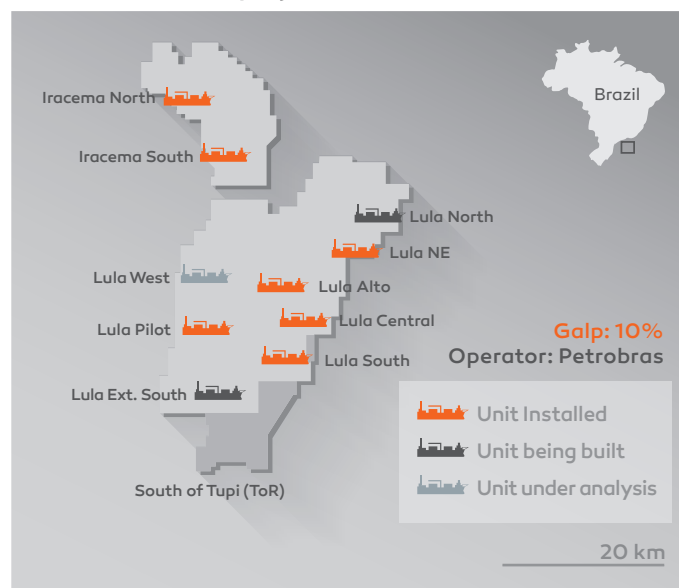 Iracema North
Brazil
Iracema South
Lula North
Lula NE
Lula West
Lula Alto
Lula Central
Lula Pilot
Galp: 10%
Operator: Petrobras
Lula South
Lula Ext. South
Unit Installed
Unit being built
Unit under analysis
South of Tupi (ToR)
20 km